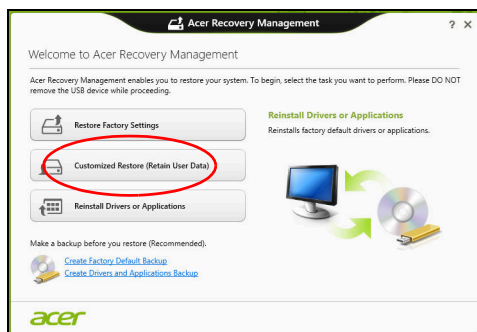 Acer Recovery Management
? X
Welcome to Acer Recovery Management
Acer Recovery Management enables you to restore your system. To begin, select the task you want to perform. Please DO NOT
remove the USB device while proceeding.
Restore Factory Settings
Customized Restore (Retain User Data)
Reinstall Drivers or Applications
Reinstall Drivers or Applications
Reinstalls factory default drivers or applications.
Make a backup before you restore (Recommended).
Create Factory Default Backup
Create Drivers and Applications Backup
acer